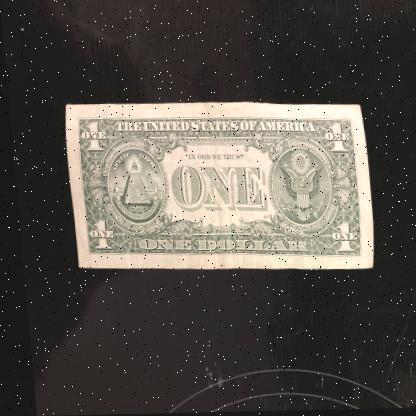 1 THE UNITED STATES OF AMERICA 1
ONE ONE
IN GOD WE TRUST
ONE
ONE ONE
1 ONE DOLLAR 1